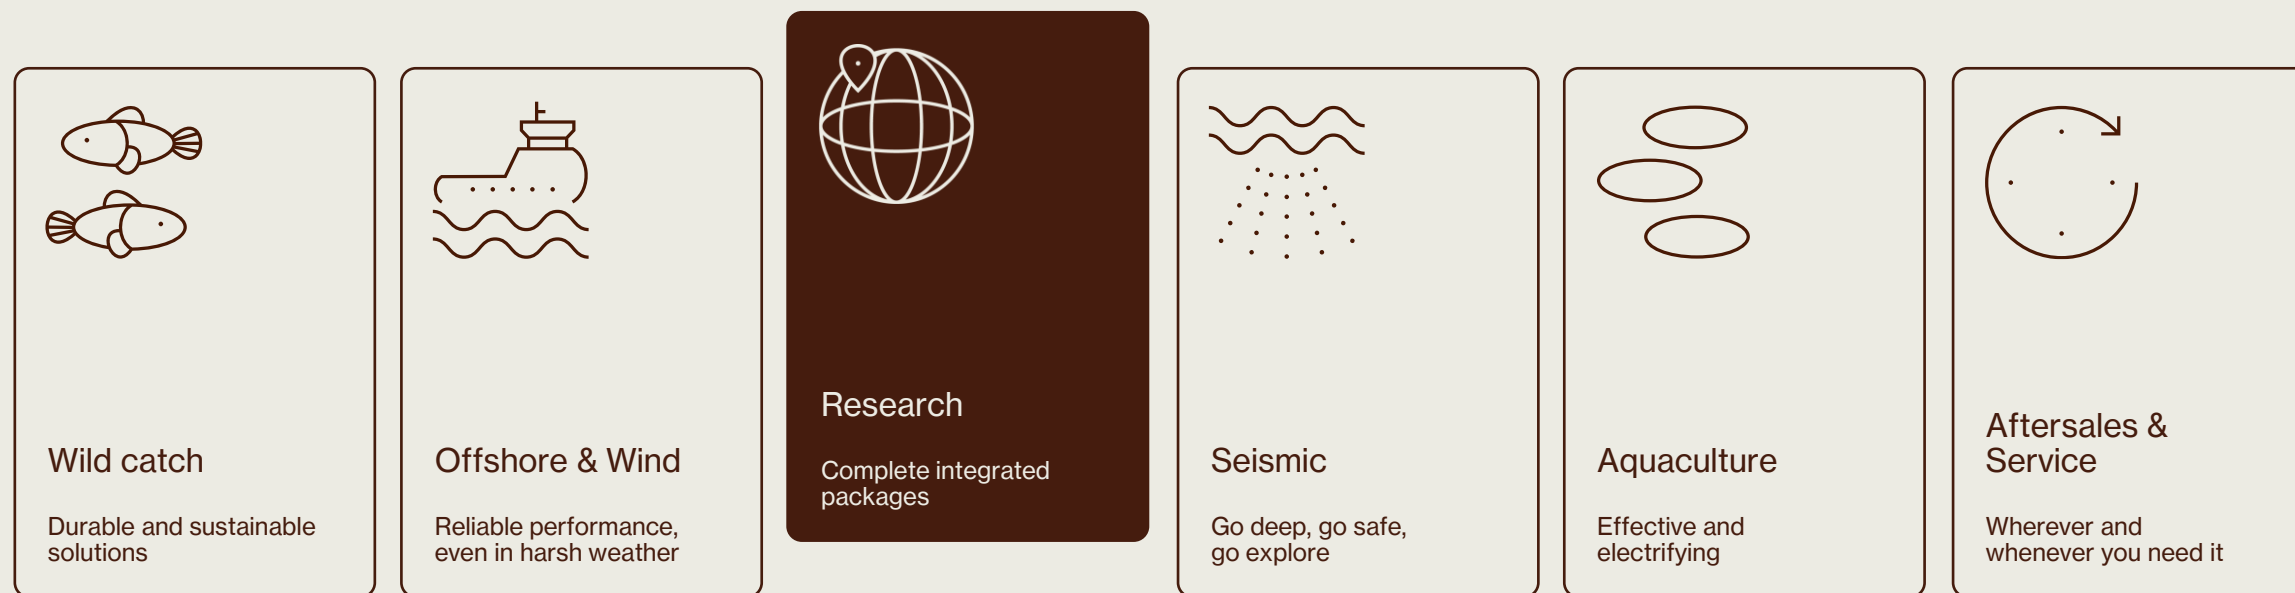 Wild catch
Durable and sustainable
solutions
Offshore & Wind
Reliable performance,
even in harsh weather
Research
Complete integrated
packages
Seismic
Go deep, go safe,
go explore
Aquaculture
Effective and
electrifying
Aftersales &
Service
Wherever and
whenever you need it